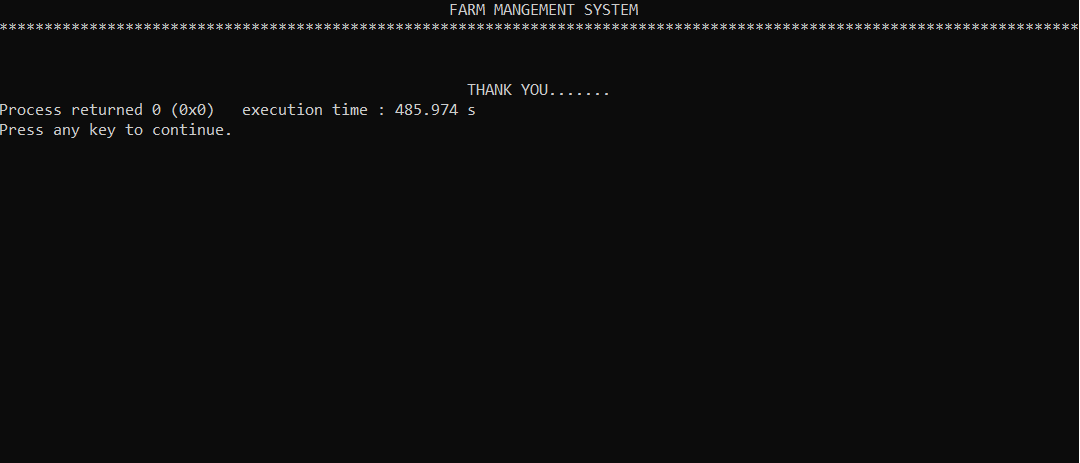 FARM MANGEMENT SYSTEM
************************************************************************************************************************
THANK YOU.......
Process returned 0 (0x0)   execution time : 485.974 s
Press any key to continue.